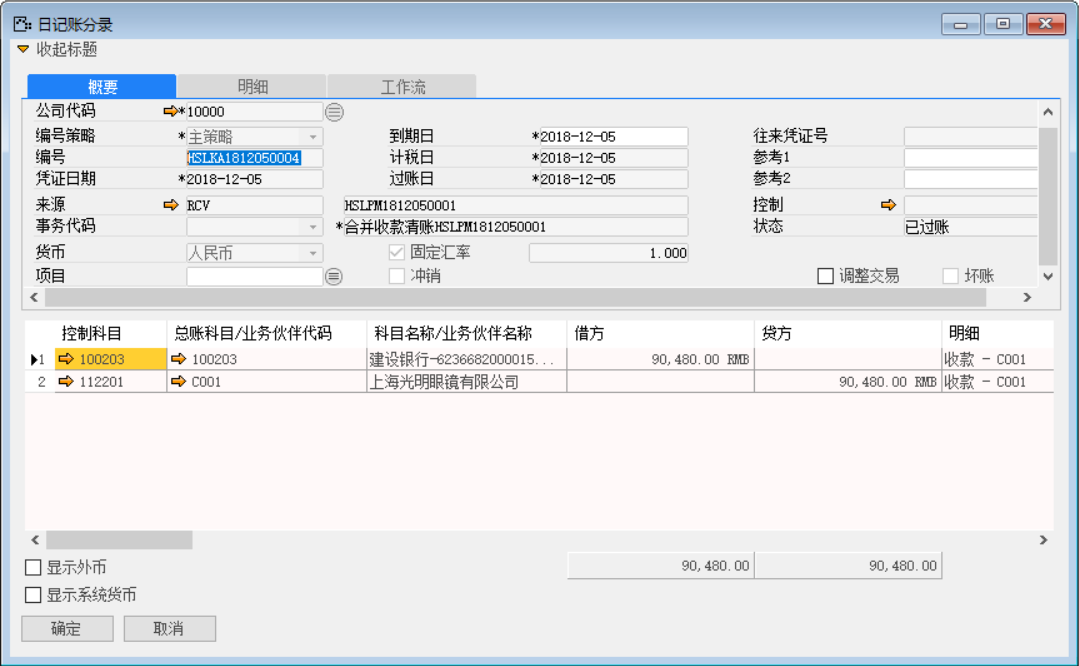 日记账分录
收起标题
概要 明细 工作流
公司代码 *10000
编号策略 *主策略 到期日 *2018-12-05 往来凭证号
编号 HSLKA1812050004 计税日 *2018-12-05 参考1
凭证日期 *2018-12-05 过账日 *2018-12-05 参考2
来源 RCV HSLPM1812050001 控制
事务代码 *合并收款清账HSLPM1812050001 状态 已过账
货币 人民币 固定汇率 1.000
项目 冲销 调整交易 坏账
控制科目 总账科目/业务伙伴代码 科目名称/业务伙伴名称 借方 贷方 明细
1 100203 100203 建设银行-6236682000015... 90,480.00 RMB 收款 - C001
2 112201 C001 上海光明眼镜有限公司 90,480.00 RMB 收款 - C001
显示外币 90,480.00 90,480.00
显示系统货币
确定 取消